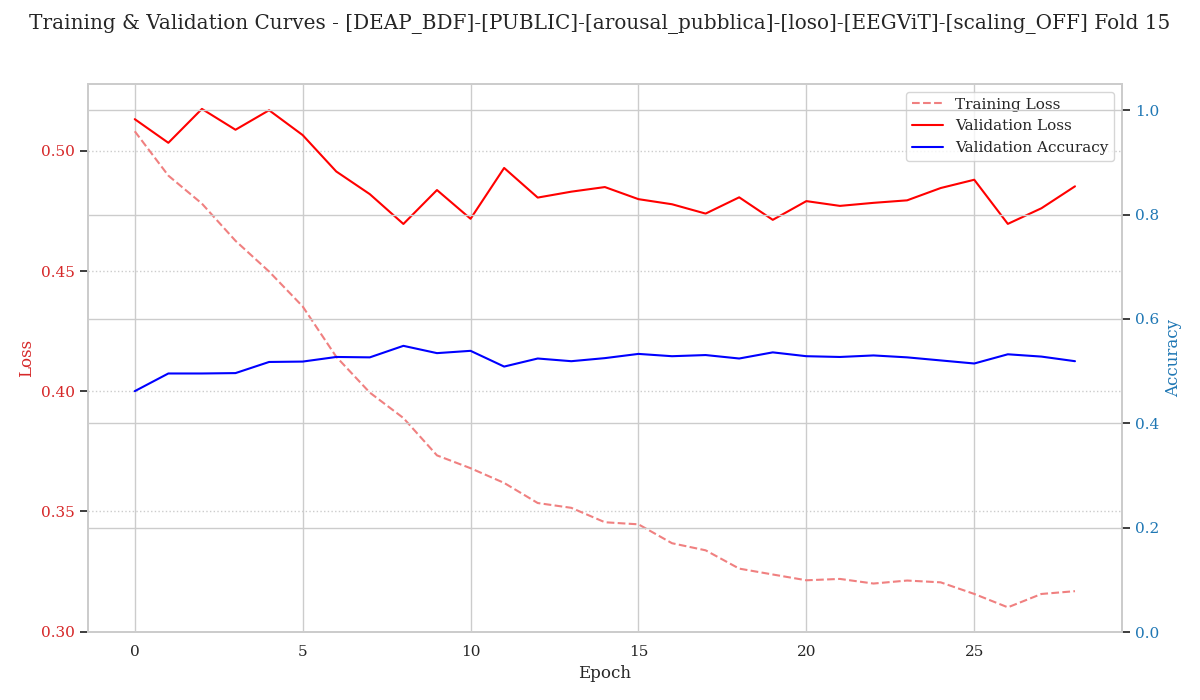 Training & Validation Curves - [DEAP_BDF]-[PUBLIC]-[arousal_pubblica]-[loso]-[EEGViT]-[scaling_OFF] Fold 15
Training Loss
Validation Loss
Validation Accuracy
0.50
0.45
0.40
0.35
0.30
Loss
1.0
0.8
0.6
0.4
0.2
0.0
Accuracy
0 5 10 15 20 25
Epoch